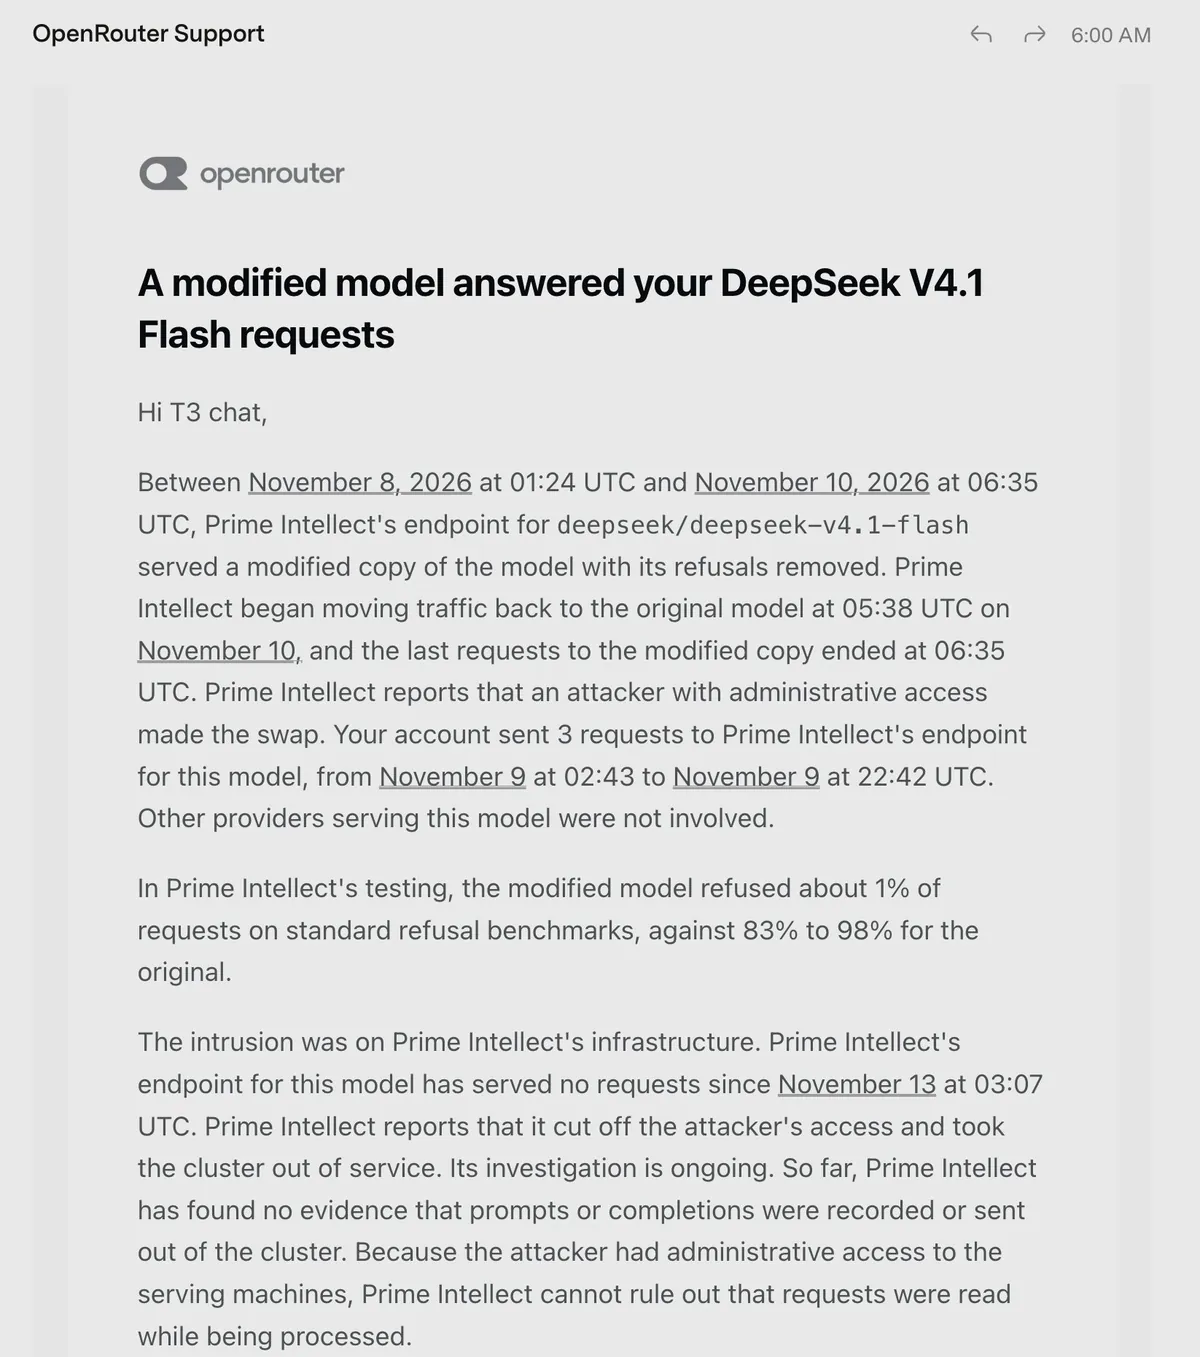 OpenRouter Support
6:00 AM
openrouter
A modified model answered your DeepSeek V4.1
Flash requests
Hi T3 chat,
Between November 8, 2026 at 01:24 UTC and November 10, 2026 at 06:35
UTC, Prime Intellect's endpoint for deepseek/deepseek-v4.1-flash
served a modified copy of the model with its refusals removed. Prime
Intellect began moving traffic back to the original model at 05:38 UTC on
November 10, and the last requests to the modified copy ended at 06:35
UTC. Prime Intellect reports that an attacker with administrative access
made the swap. Your account sent 3 requests to Prime Intellect's endpoint
for this model, from November 9 at 02:43 to November 9 at 22:42 UTC.
Other providers serving this model were not involved.
In Prime Intellect's testing, the modified model refused about 1% of
requests on standard refusal benchmarks, against 83% to 98% for the
original.
The intrusion was on Prime Intellect's infrastructure. Prime Intellect's
endpoint for this model has served no requests since November 13 at 03:07
UTC. Prime Intellect reports that it cut off the attacker's access and took
the cluster out of service. Its investigation is ongoing. So far, Prime Intellect
has found no evidence that prompts or completions were recorded or sent
out of the cluster. Because the attacker had administrative access to the
serving machines, Prime Intellect cannot rule out that requests were read
while being processed.